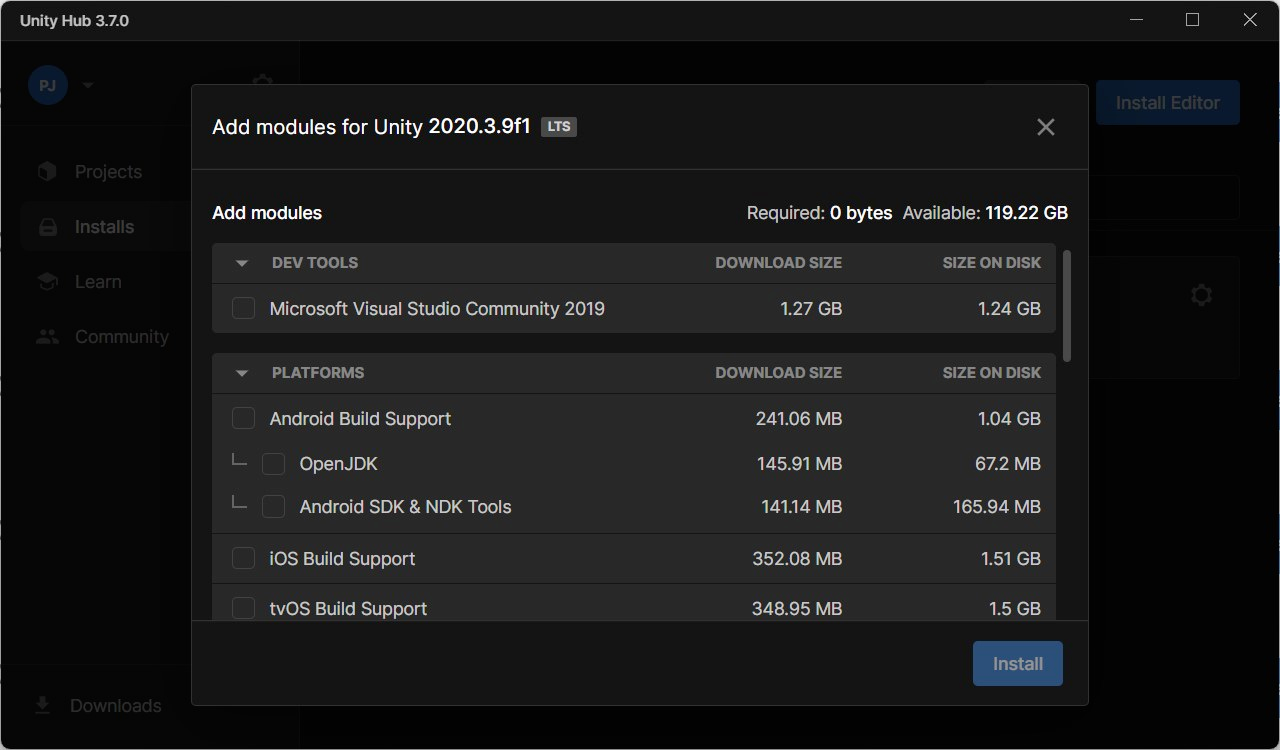 Unity Hub 3.7.0
PJ
Install Editor
Projects
Installs
Learn
Community
Downloads
Add modules for Unity 2020.3.9f1 LTS
Add modules Required: 0 bytes Available: 119.22 GB
DEV TOOLS DOWNLOAD SIZE SIZE ON DISK
Microsoft Visual Studio Community 2019 1.27 GB 1.24 GB
PLATFORMS DOWNLOAD SIZE SIZE ON DISK
Android Build Support 241.06 MB 1.04 GB
OpenJDK 145.91 MB 67.2 MB
Android SDK & NDK Tools 141.14 MB 165.94 MB
iOS Build Support 352.08 MB 1.51 GB
tvOS Build Support 348.95 MB 1.5 GB
Install